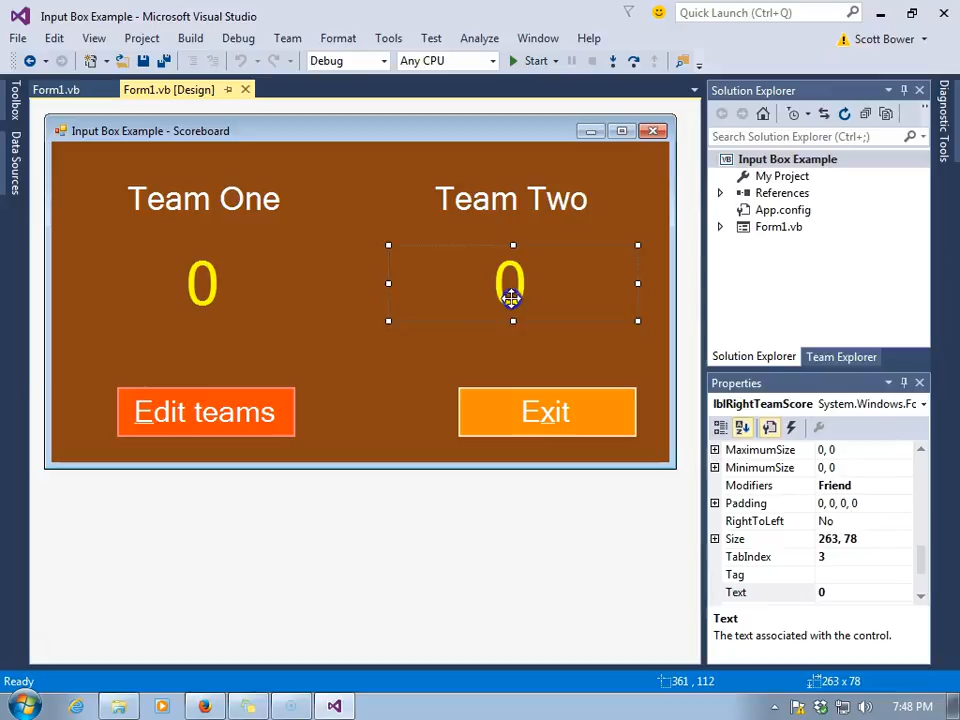 Input Box Example - Microsoft Visual Studio
Quick Launch (Ctrl+Q)
File Edit View Project Build Debug Team Format Tools Test Analyze Window Help
Scott Bower
Debug Any CPU Start
Toolbox
Data Sources
Form1.vb Form1.vb [Design]
Input Box Example - Scoreboard
Team One Team Two
0 0
Edit teams Exit
Solution Explorer
Search Solution Explorer (Ctrl+;)
VB Input Box Example
My Project
References
App.config
Form1.vb
Solution Explorer Team Explorer
Diagnostic Tools
Properties
lblRightTeamScore System.Windows.Fc
MaximumSize 0, 0
MinimumSize 0, 0
Modifiers Friend
Padding 0, 0, 0, 0
RightToLeft No
Size 263, 78
TabIndex 3
Tag
Text 0
Text
The text associated with the control.
Ready 361 , 112 263 x 78
7:48 PM